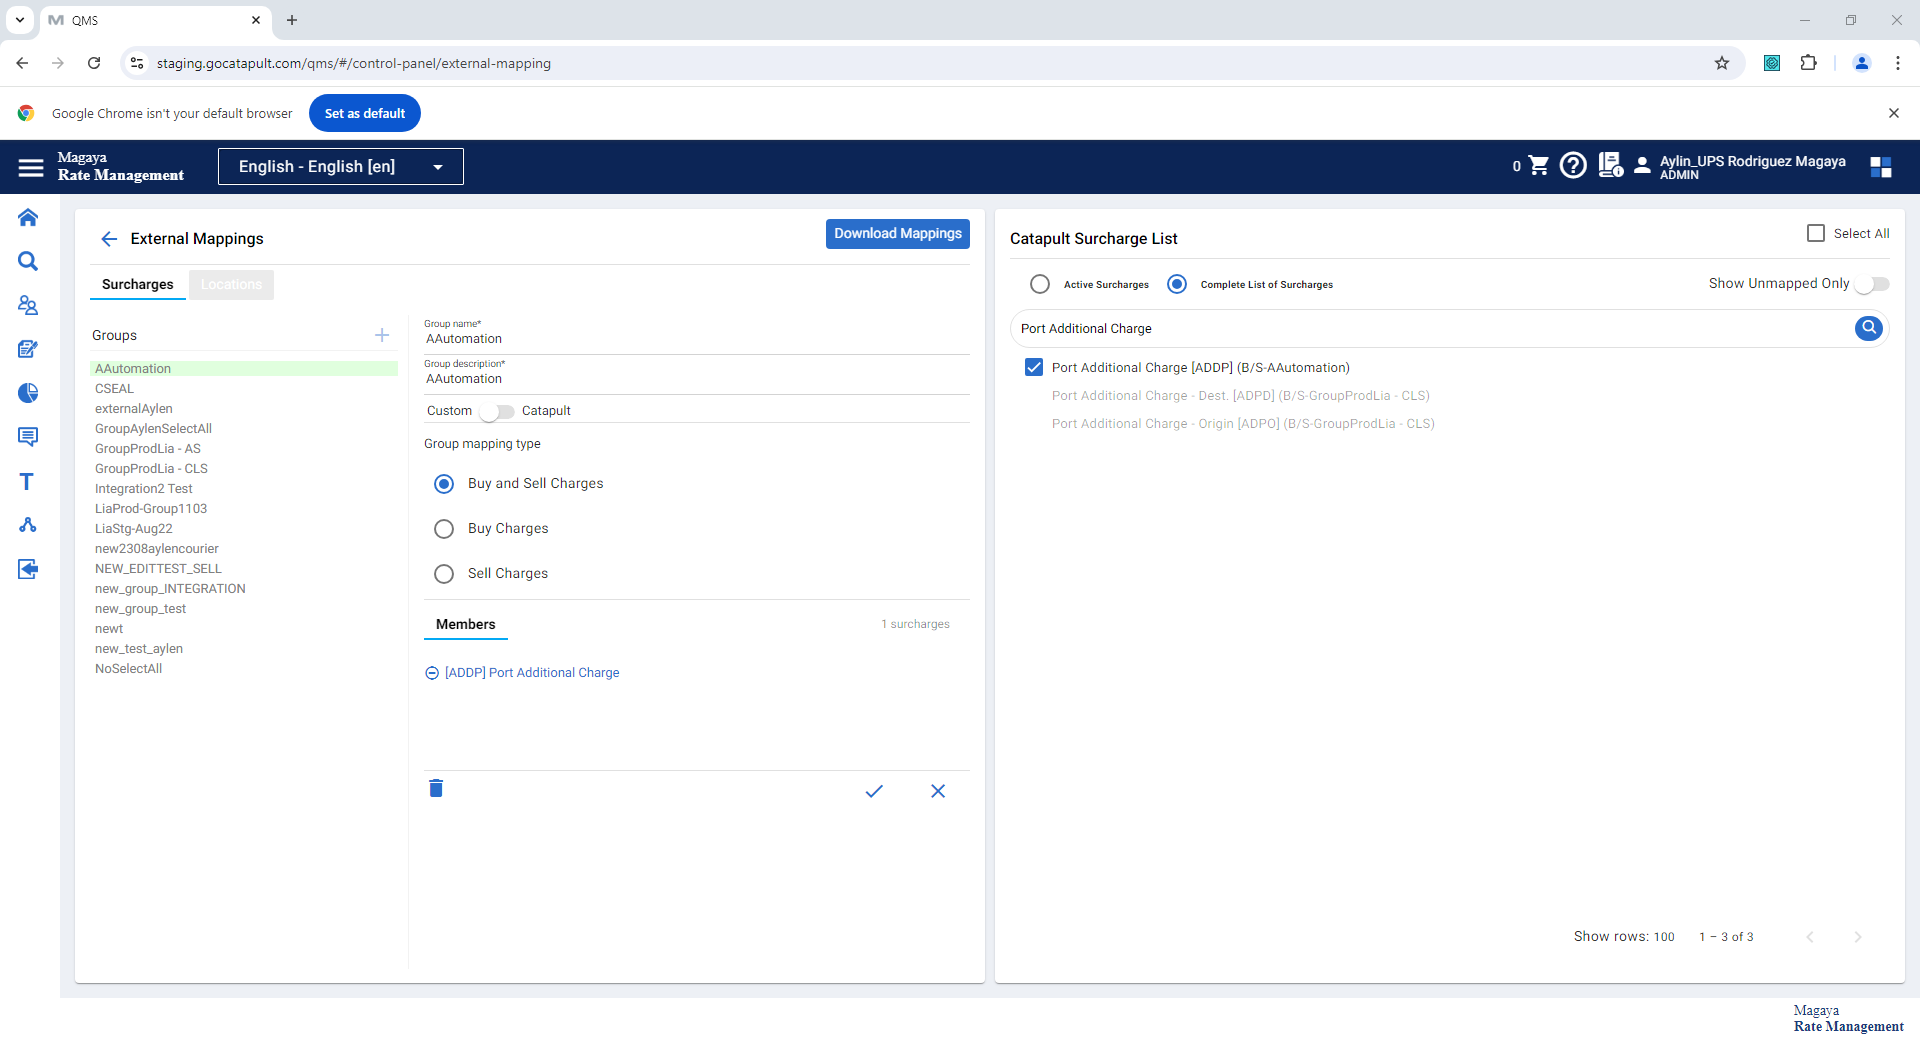 QMS
staging.gocatapult.com/qms/#/control-panel/external-mapping
Google Chrome isn't your default browser
Set as default
Magaya
Rate Management
English - English [en]
0
Aylin_UPS Rodriguez Magaya
ADMIN
External Mappings
Download Mappings
Surcharges
Locations
Groups
AAutomation
CSEAL
externalAylen
GroupAylenSelectAll
GroupProdLia - AS
GroupProdLia - CLS
Integration2 Test
LiaProd-Group1103
LiaStg-Aug22
new2308aylencourier
NEW_EDITTEST_SELL
new_group_INTEGRATION
new_group_test
newt
new_test_aylen
NoSelectAll
Group name*
AAutomation
Group description*
AAutomation
Custom
Catapult
Group mapping type
Buy and Sell Charges
Buy Charges
Sell Charges
Members
1 surcharges
[ADDP] Port Additional Charge
Catapult Surcharge List
Select All
Active Surcharges
Complete List of Surcharges
Show Unmapped Only
Port Additional Charge
Port Additional Charge [ADDP] (B/S-AAutomation)
Port Additional Charge - Dest. [ADPD] (B/S-GroupProdLia - CLS)
Port Additional Charge - Origin [ADPO] (B/S-GroupProdLia - CLS)
Show rows: 100
1 – 3 of 3
Magaya
Rate Management